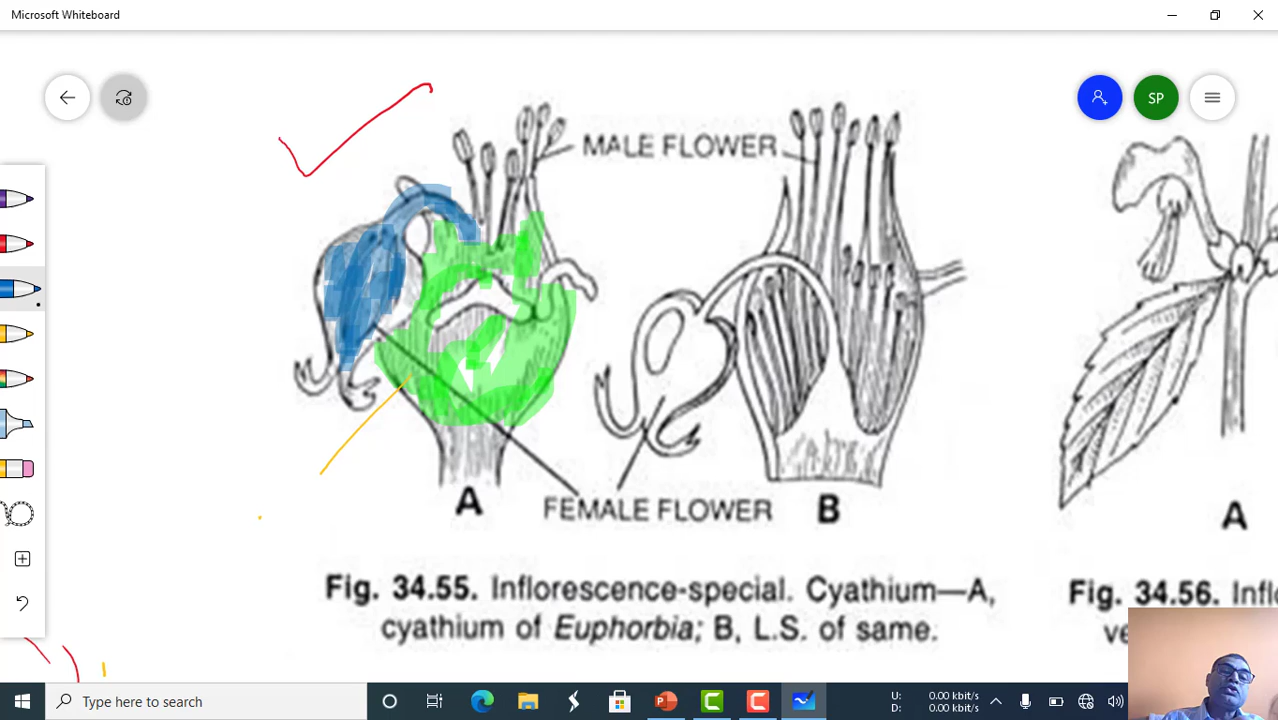 Microsoft Whiteboard
SP
MALE FLOWER
A
FEMALE FLOWER
B
A
Fig. 34.55. Inflorescence-special. Cyathium—A,
cyathium of Euphorbia; B, L.S. of same.
Fig. 34.56. Infl
ve
Type here to search
U: 0.00 kbit/s
D: 0.00 kbit/s